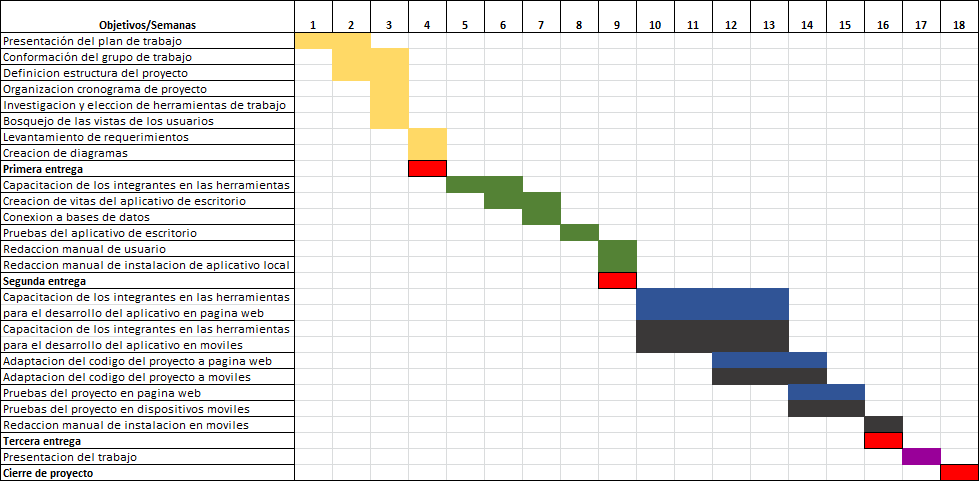 Objetivos/Semanas 1 2 3 4 5 6 7 8 9 10 11 12 13 14 15 16 17 18
Presentación del plan de trabajo
Conformación del grupo de trabajo
Definicion estructura del proyecto
Organizacion cronograma de proyecto
Investigacion y eleccion de herramientas de trabajo
Bosquejo de las vistas de los usuarios
Levantamiento de requerimientos
Creacion de diagramas
Primera entrega
Capacitacion de los integrantes en las herramientas
Creacion de vitas del aplicativo de escritorio
Conexion a bases de datos
Pruebas del aplicativo de escritorio
Redaccion manual de usuario
Redaccion manual de instalacion de aplicativo local
Segunda entrega
Capacitacion de los integrantes en las herramientas
para el desarrollo del aplicativo en pagina web
Capacitacion de los integrantes en las herramientas
para el desarrollo del aplicativo en moviles
Adaptacion del codigo del proyecto a pagina web
Adaptacion del codigo del proyecto a moviles
Pruebas del proyecto en pagina web
Pruebas del proyecto en dispositivos moviles
Redaccion manual de instalacion en moviles
Tercera entrega
Presentacion del trabajo
Cierre de proyecto